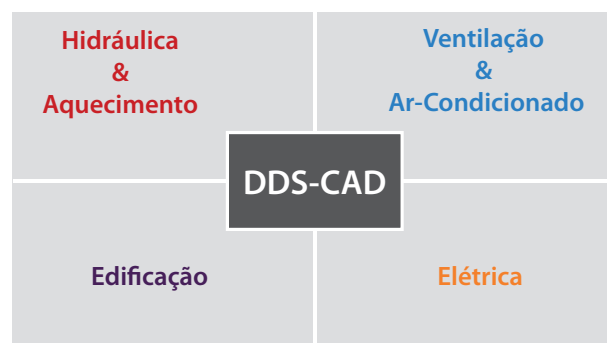 Hidráulica
&
Aquecimento
Ventilação
&
Ar-Condicionado
DDS-CAD
Edificação
Elétrica